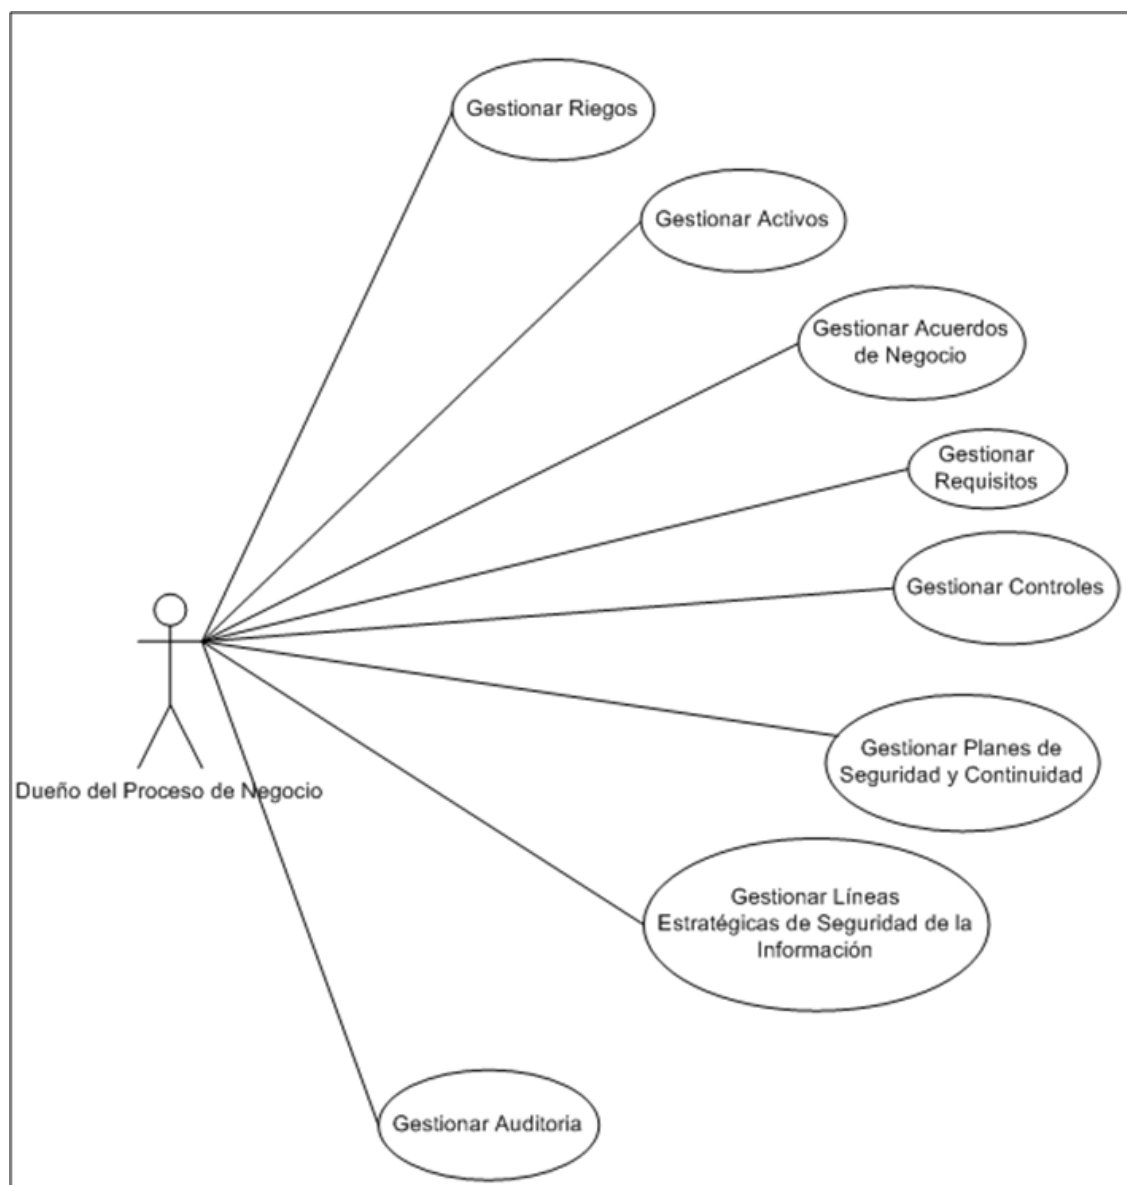 Gestionar Riegos
Gestionar Activos
Gestionar Acuerdos
de Negocio
Gestionar
Requisitos
Gestionar Controles
Dueño del Proceso de Negocio
Gestionar Planes de
Seguridad y Continuidad
Gestionar Líneas
Estratégicas de Seguridad de la
Información
Gestionar Auditoria